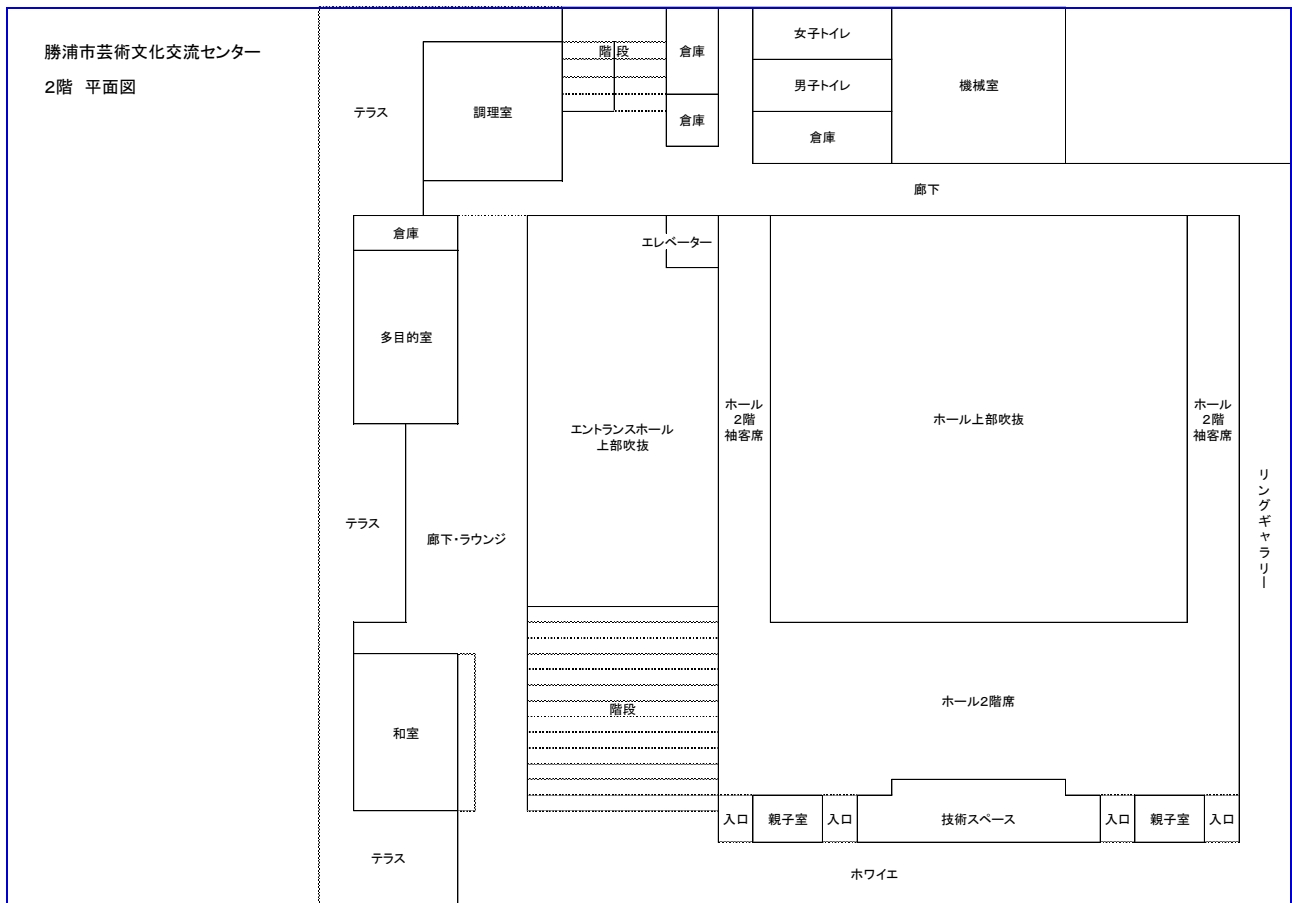 勝浦市芸術文化交流センター
2階 平面図
テラス
調理室
階段
倉庫
倉庫
女子トイレ
男子トイレ
倉庫
機械室
廊下
倉庫
多目的室
エレベーター
エントランスホール
上部吹抜
ホール
2階
袖客席
ホール上部吹抜
ホール
2階
袖客席
リングギャラリー
テラス
廊下・ラウンジ
和室
階段
ホール2階席
入口
親子室
入口
技術スペース
入口
親子室
入口
テラス
ホワイエ